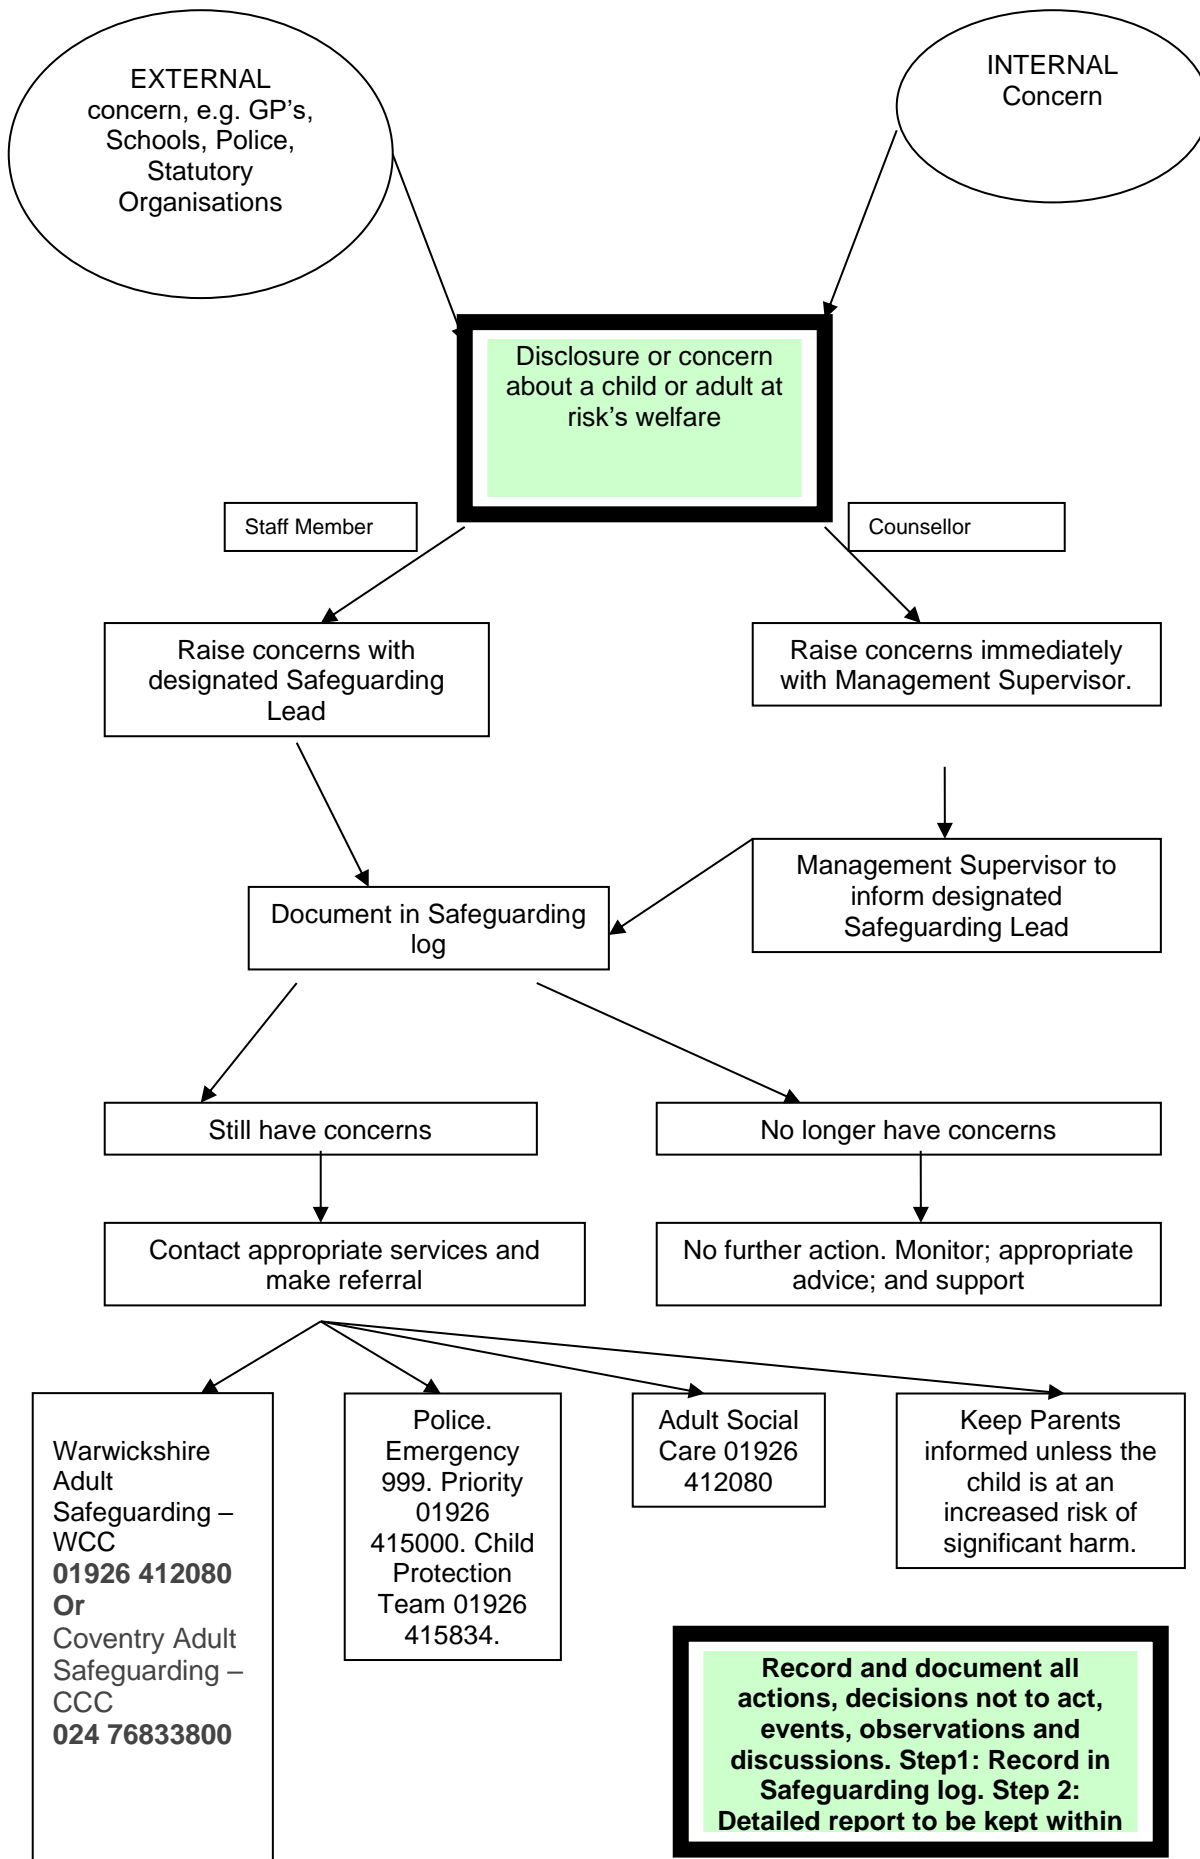 EXTERNAL
concern, e.g. GP’s,
Schools, Police,
Statutory
Organisations
INTERNAL
Concern
Disclosure or concern
about a child or adult at
risk’s welfare
Staff Member
Counsellor
Raise concerns with
designated Safeguarding
Lead
Raise concerns immediately
with Management Supervisor.
Management Supervisor to
inform designated
Safeguarding Lead
Document in Safeguarding
log
Still have concerns
No longer have concerns
Contact appropriate services and
make referral
No further action. Monitor; appropriate
advice; and support
Warwickshire
Adult
Safeguarding –
WCC
01926 412080
Or
Coventry Adult
Safeguarding –
CCC
024 76833800
Police.
Emergency
999. Priority
01926
415000. Child
Protection
Team 01926
415834.
Adult Social
Care 01926
412080
Keep Parents
informed unless the
child is at an
increased risk of
significant harm.
Record and document all
actions, decisions not to act,
events, observations and
discussions. Step1: Record in
Safeguarding log. Step 2:
Detailed report to be kept within